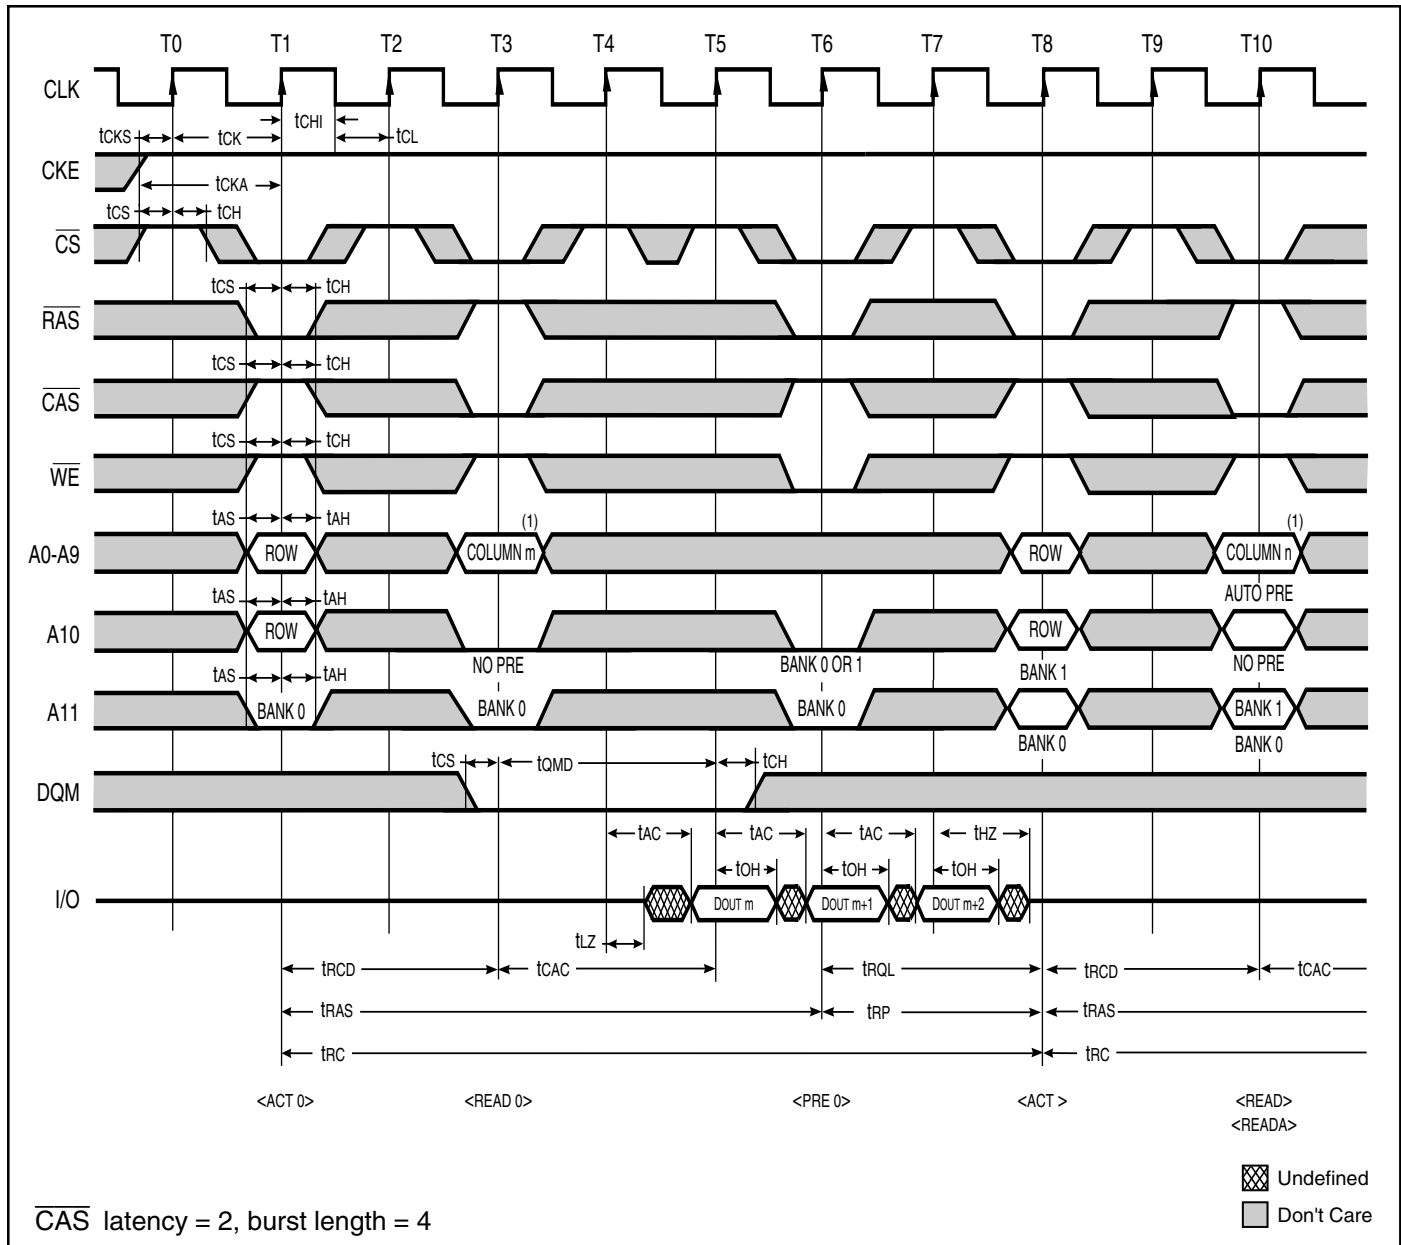 T0 T1 T2 T3 T4 T5 T6 T7 T8 T9 T10
CLK
tCHI
tCKS tCK tCL
CKE
tCKA
tCS tCH
CS
tCS tCH
RAS
tCS tCH
CAS
tCS tCH
WE
tAS tAH (1) (1)
A0-A9 ROW COLUMN m ROW COLUMN n
tAS tAH AUTO PRE
A10 ROW ROW
NO PRE BANK 0 OR 1 BANK 1 NO PRE
tAS tAH
A11 BANK 0 BANK 0 BANK 0 BANK 1
BANK 0 BANK 0
tCS tQMD tCH
DQM
tAC tAC tAC tHZ
tOH tOH tOH
I/O DOUT m DOUT m+1 DOUT m+2
tLZ
tRCD tCAC tRQL tRCD tCAC
tRAS tRP tRAS
tRC tRC
<ACT 0> <READ 0> <PRE 0> <ACT > <READ>
<READA>
Undefined
Don't Care
CAS latency = 2, burst length = 4